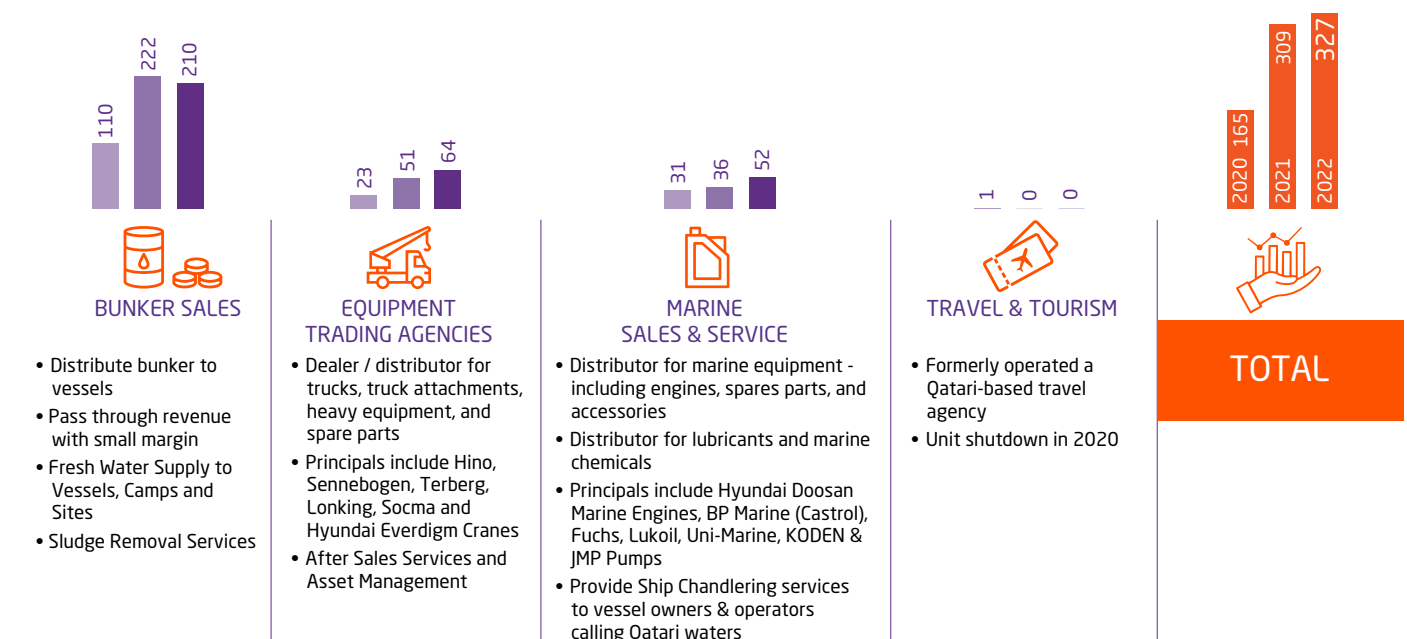 110
222
210
BUNKER SALES
• Distribute bunker to
vessels
• Pass through revenue
with small margin
• Fresh Water Supply to
Vessels, Camps and
Sites
• Sludge Removal Services
23
51
64
EQUIPMENT
TRADING AGENCIES
• Dealer / distributor for
trucks, truck attachments,
heavy equipment, and
spare parts
• Principals include Hino,
Sennebogen, Terberg,
Lonking, Socma and
Hyundai Everdigm Cranes
• After Sales Services and
Asset Management
31
36
52
MARINE
SALES & SERVICE
• Distributor for marine equipment -
including engines, spares parts, and
accessories
• Distributor for lubricants and marine
chemicals
• Principals include Hyundai Doosan
Marine Engines, BP Marine (Castrol),
Fuchs, Lukoil, Uni-Marine, KODEN &
JMP Pumps
• Provide Ship Chandlering services
to vessel owners & operators
calling Qatari waters
1
0
0
TRAVEL & TOURISM
• Formerly operated a
Qatari-based travel
agency
• Unit shutdown in 2020
2020 165
2021 309
2022 327
TOTAL